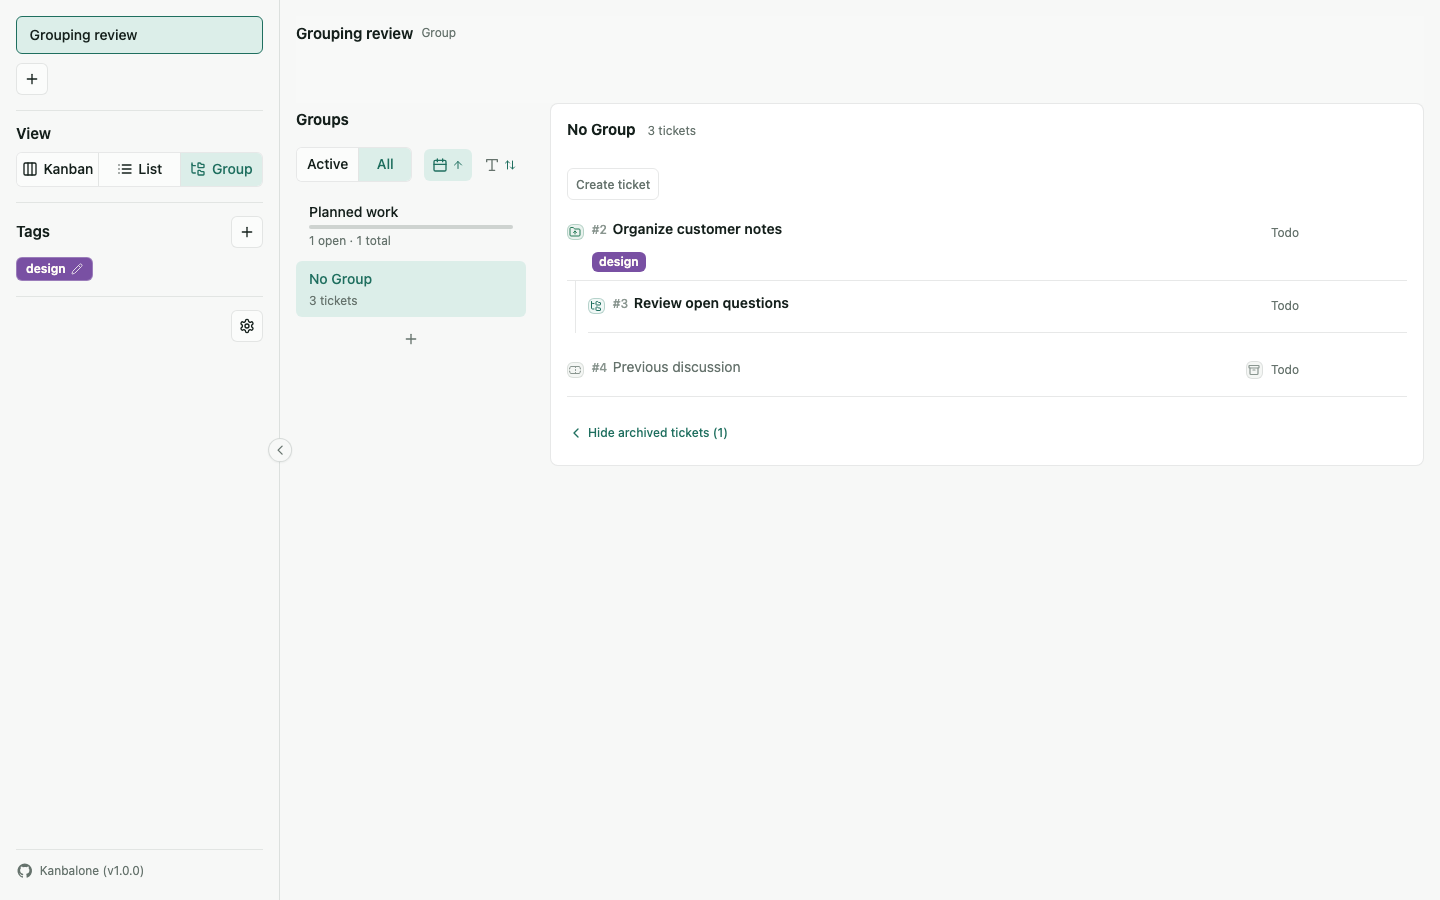 Grouping review
View
Kanban
List
Group
Tags
design
Kanbalone (v1.0.0)
Grouping review Group
Groups
Active
All
Planned work
1 open · 1 total
No Group
3 tickets
No Group 3 tickets
Create ticket
#2 Organize customer notes Todo
design
#3 Review open questions Todo
#4 Previous discussion Todo
Hide archived tickets (1)